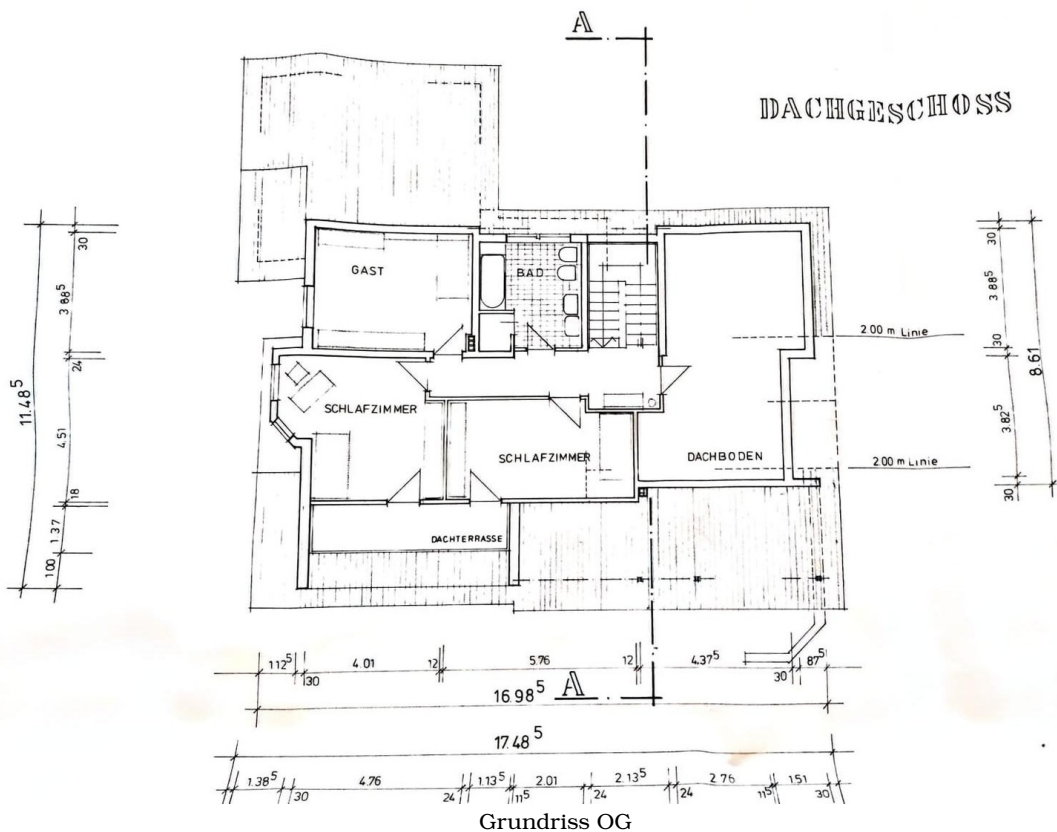 A
DACHGESCHOSS
GAST
BAD
2.00 m Linie
SCHLAFZIMMER
SCHLAFZIMMER
DACHBODEN
2.00 m Linie
DACHTERRASSE
11.48⁵
30
3.88⁵
24
4.51
18
1.37
1.00
30
3.88⁵
30
3.82⁵
30
8.61
1.12⁵ 30 4.01 12 5.76 12 4.37⁵ 30 87⁵
A
16.98⁵
17.48⁵
1.38⁵ 30 4.76 24 1.13⁵ 11⁵ 2.01 24 2.13⁵ 24 2.76 11⁵ 1.51 30
Grundriss OG